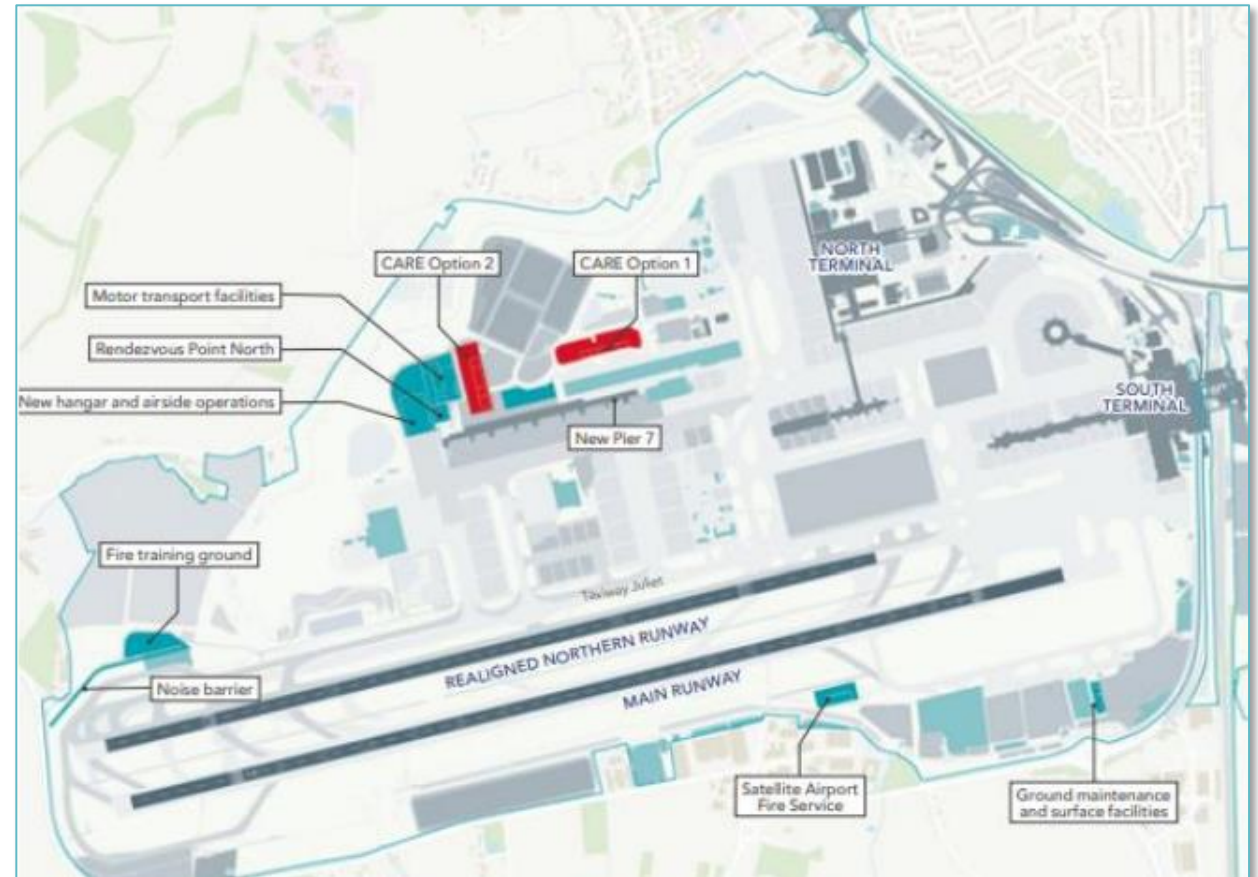 NORTH
TERMINAL
CARE Option 2
CARE Option 1
Motor transport facilities
Rendezvous Point North
New hangar and airside operations
SOUTH
TERMINAL
New Pier 7
Fire training ground
Taxiway Juliet
REALIGNED NORTHERN RUNWAY
Noise barrier
MAIN RUNWAY
Satellite Airport
Fire Service
Ground maintenance
and surface facilities